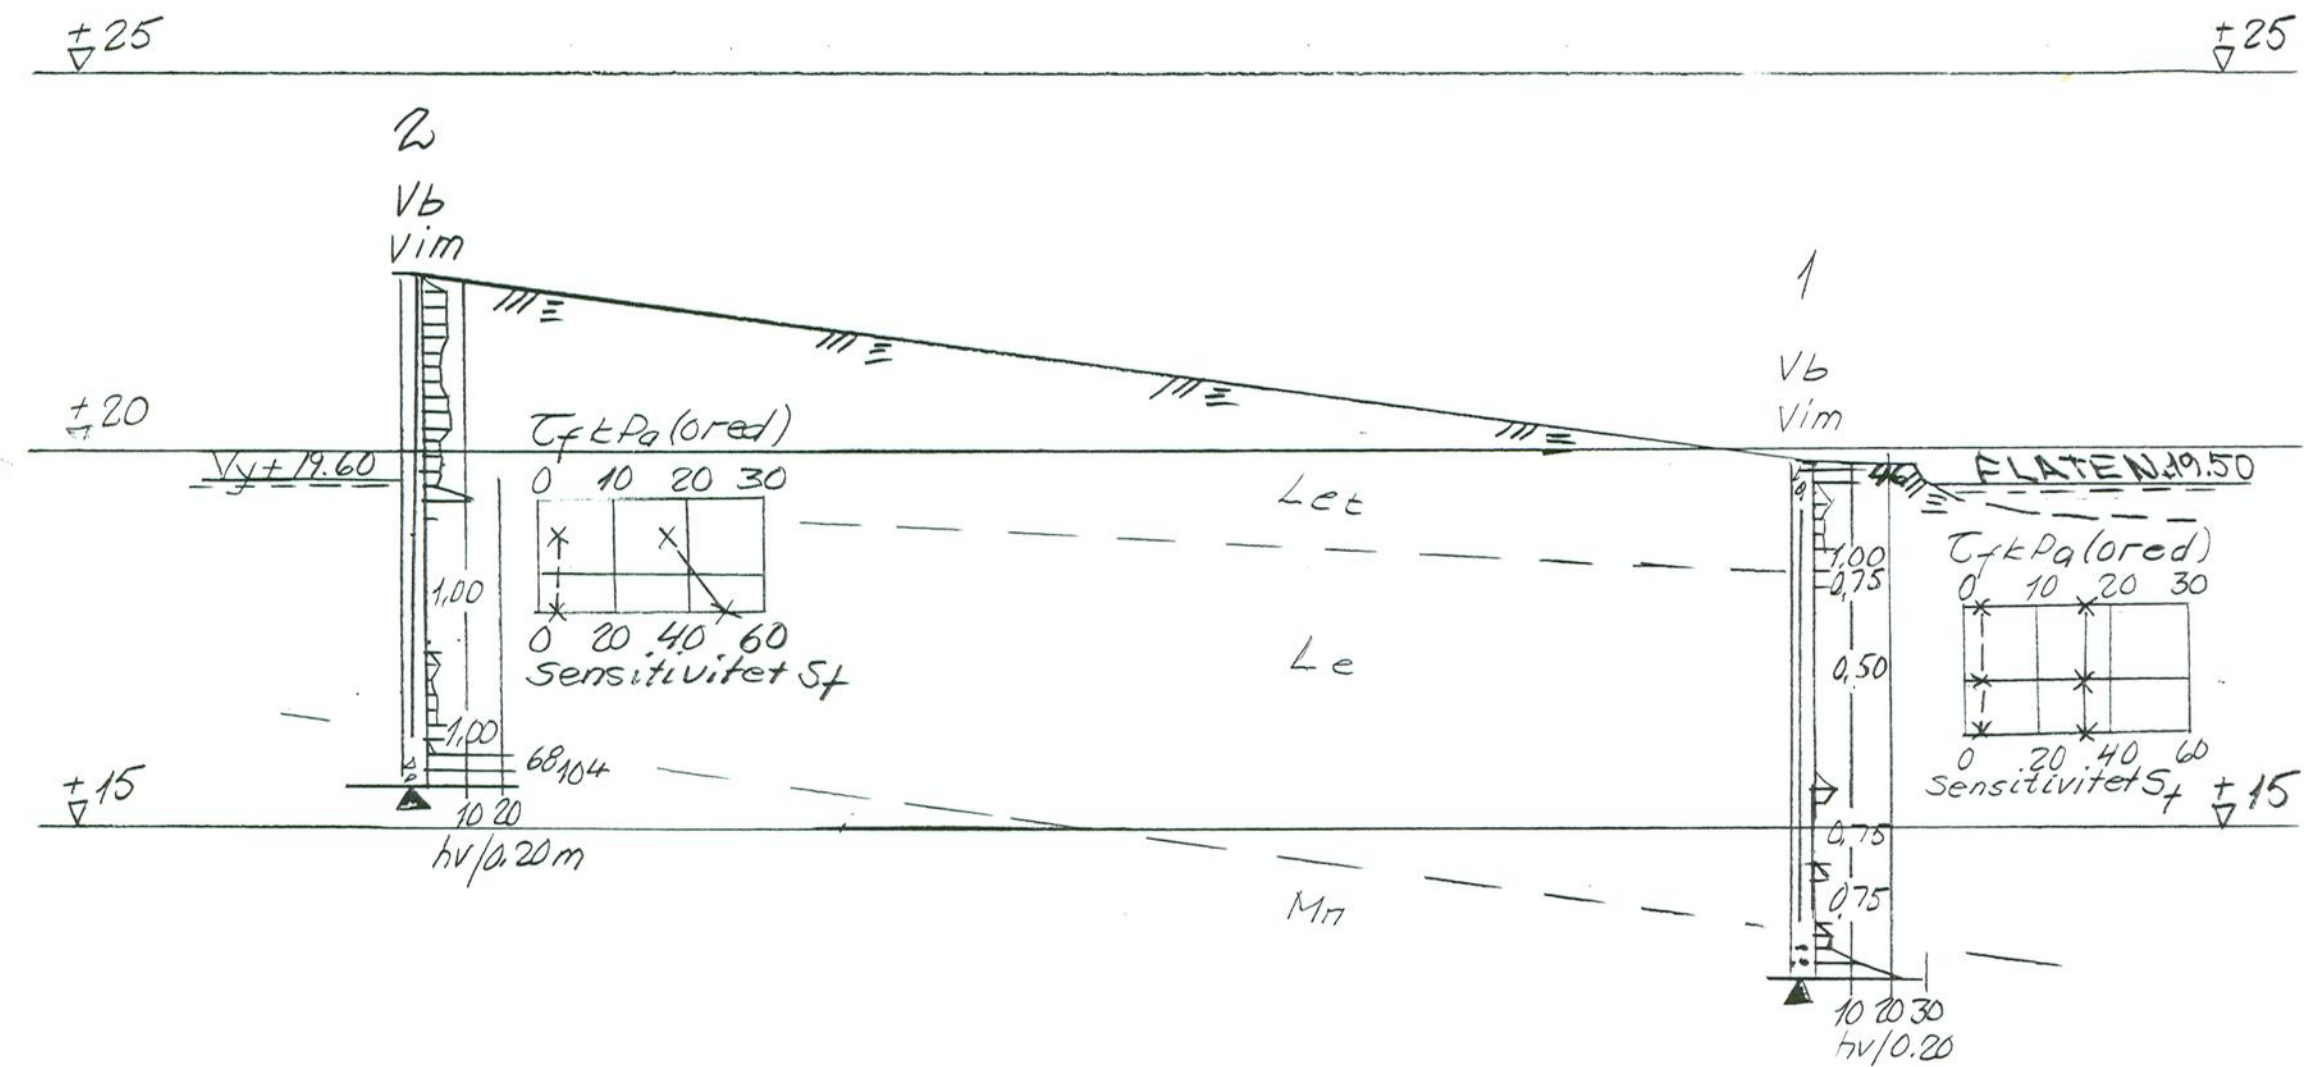 ±25 ±25
2
Vb
Vim
1
Vb
Vim
±20
τf kPa (ored)
Vy ± 19.60
0 10 20 30
Let
ELATEN.19.50
τf kPa (ored)
0 10 20 30
1,00
1,00
0,75
0 20 40 60
Sensitivitet St
Le
0,50
1,00
68 104
0 20 40 60
Sensitivitet St
±15 ±15
10 20
hv/0.20m
0,75
0,75
Mn
10 20 30
hv/0.20